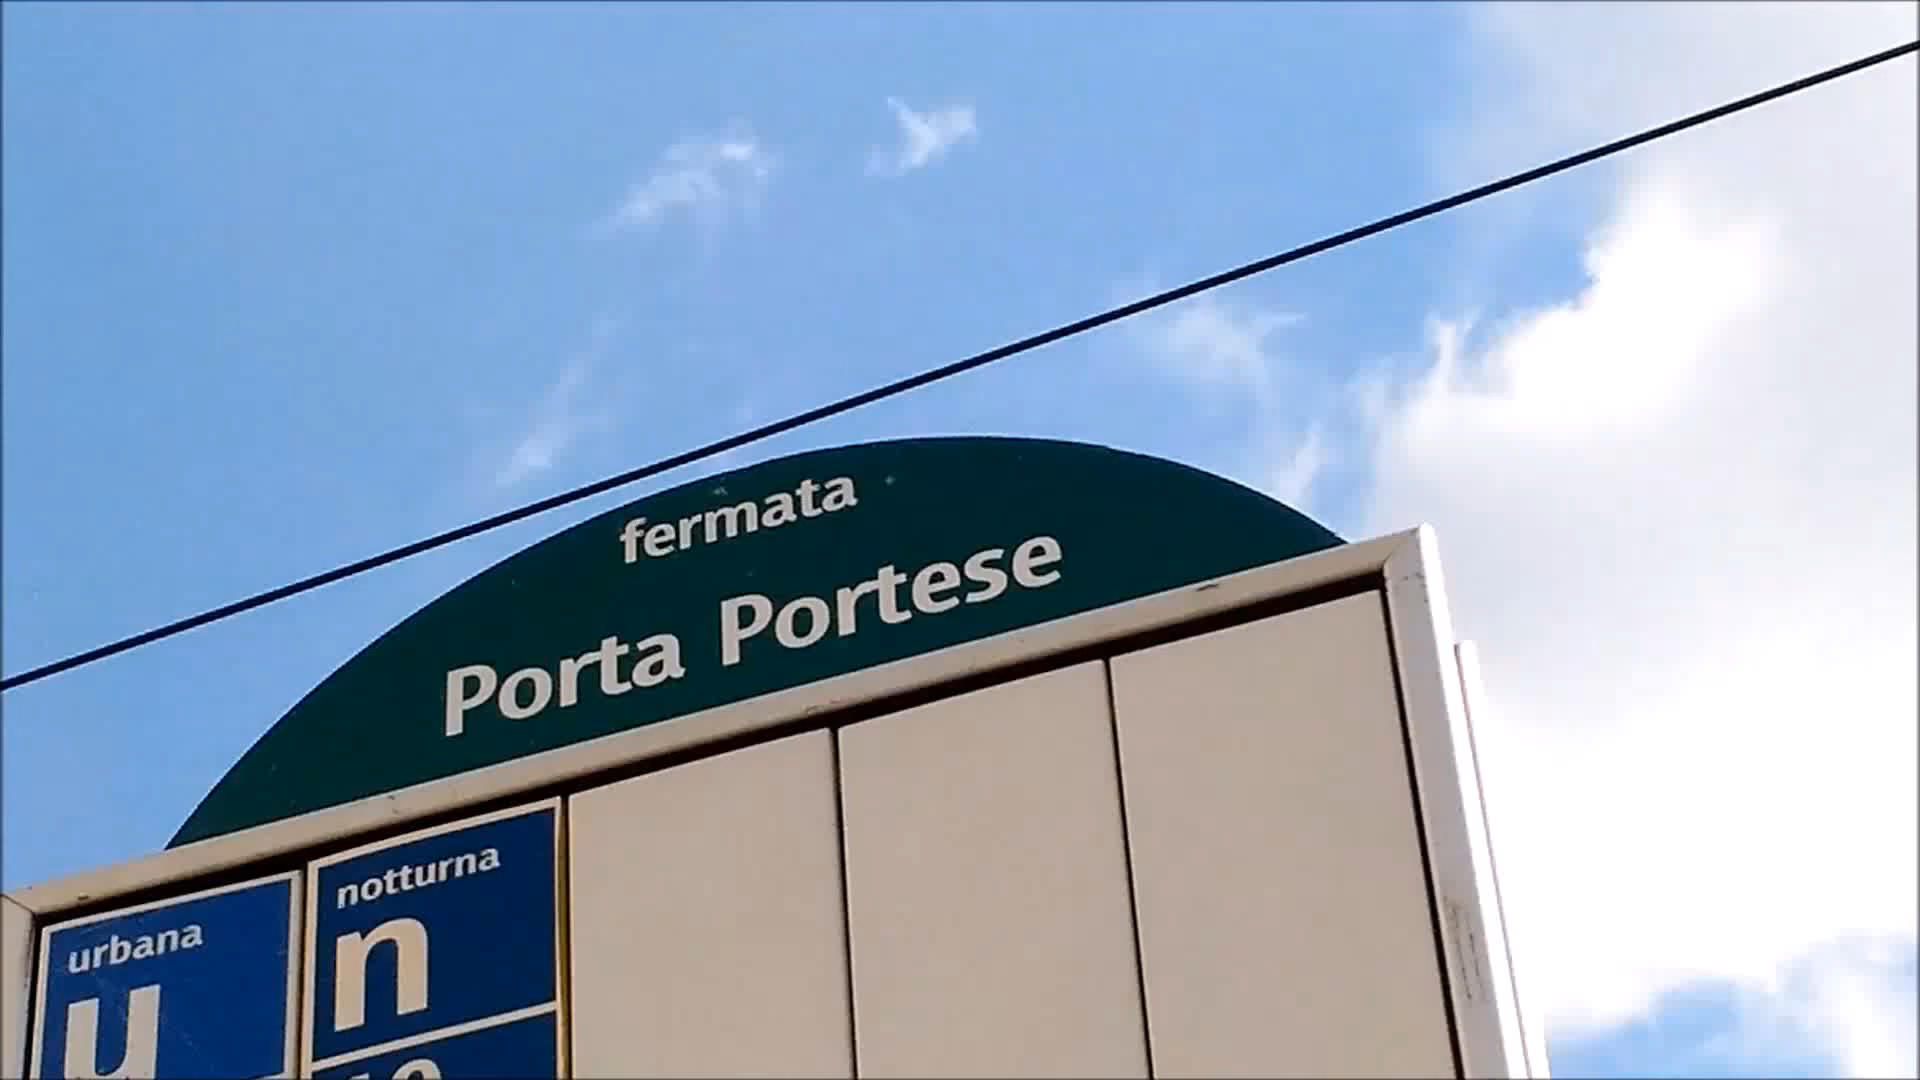 fermata
Porta Portese
urbana
u
notturna
n